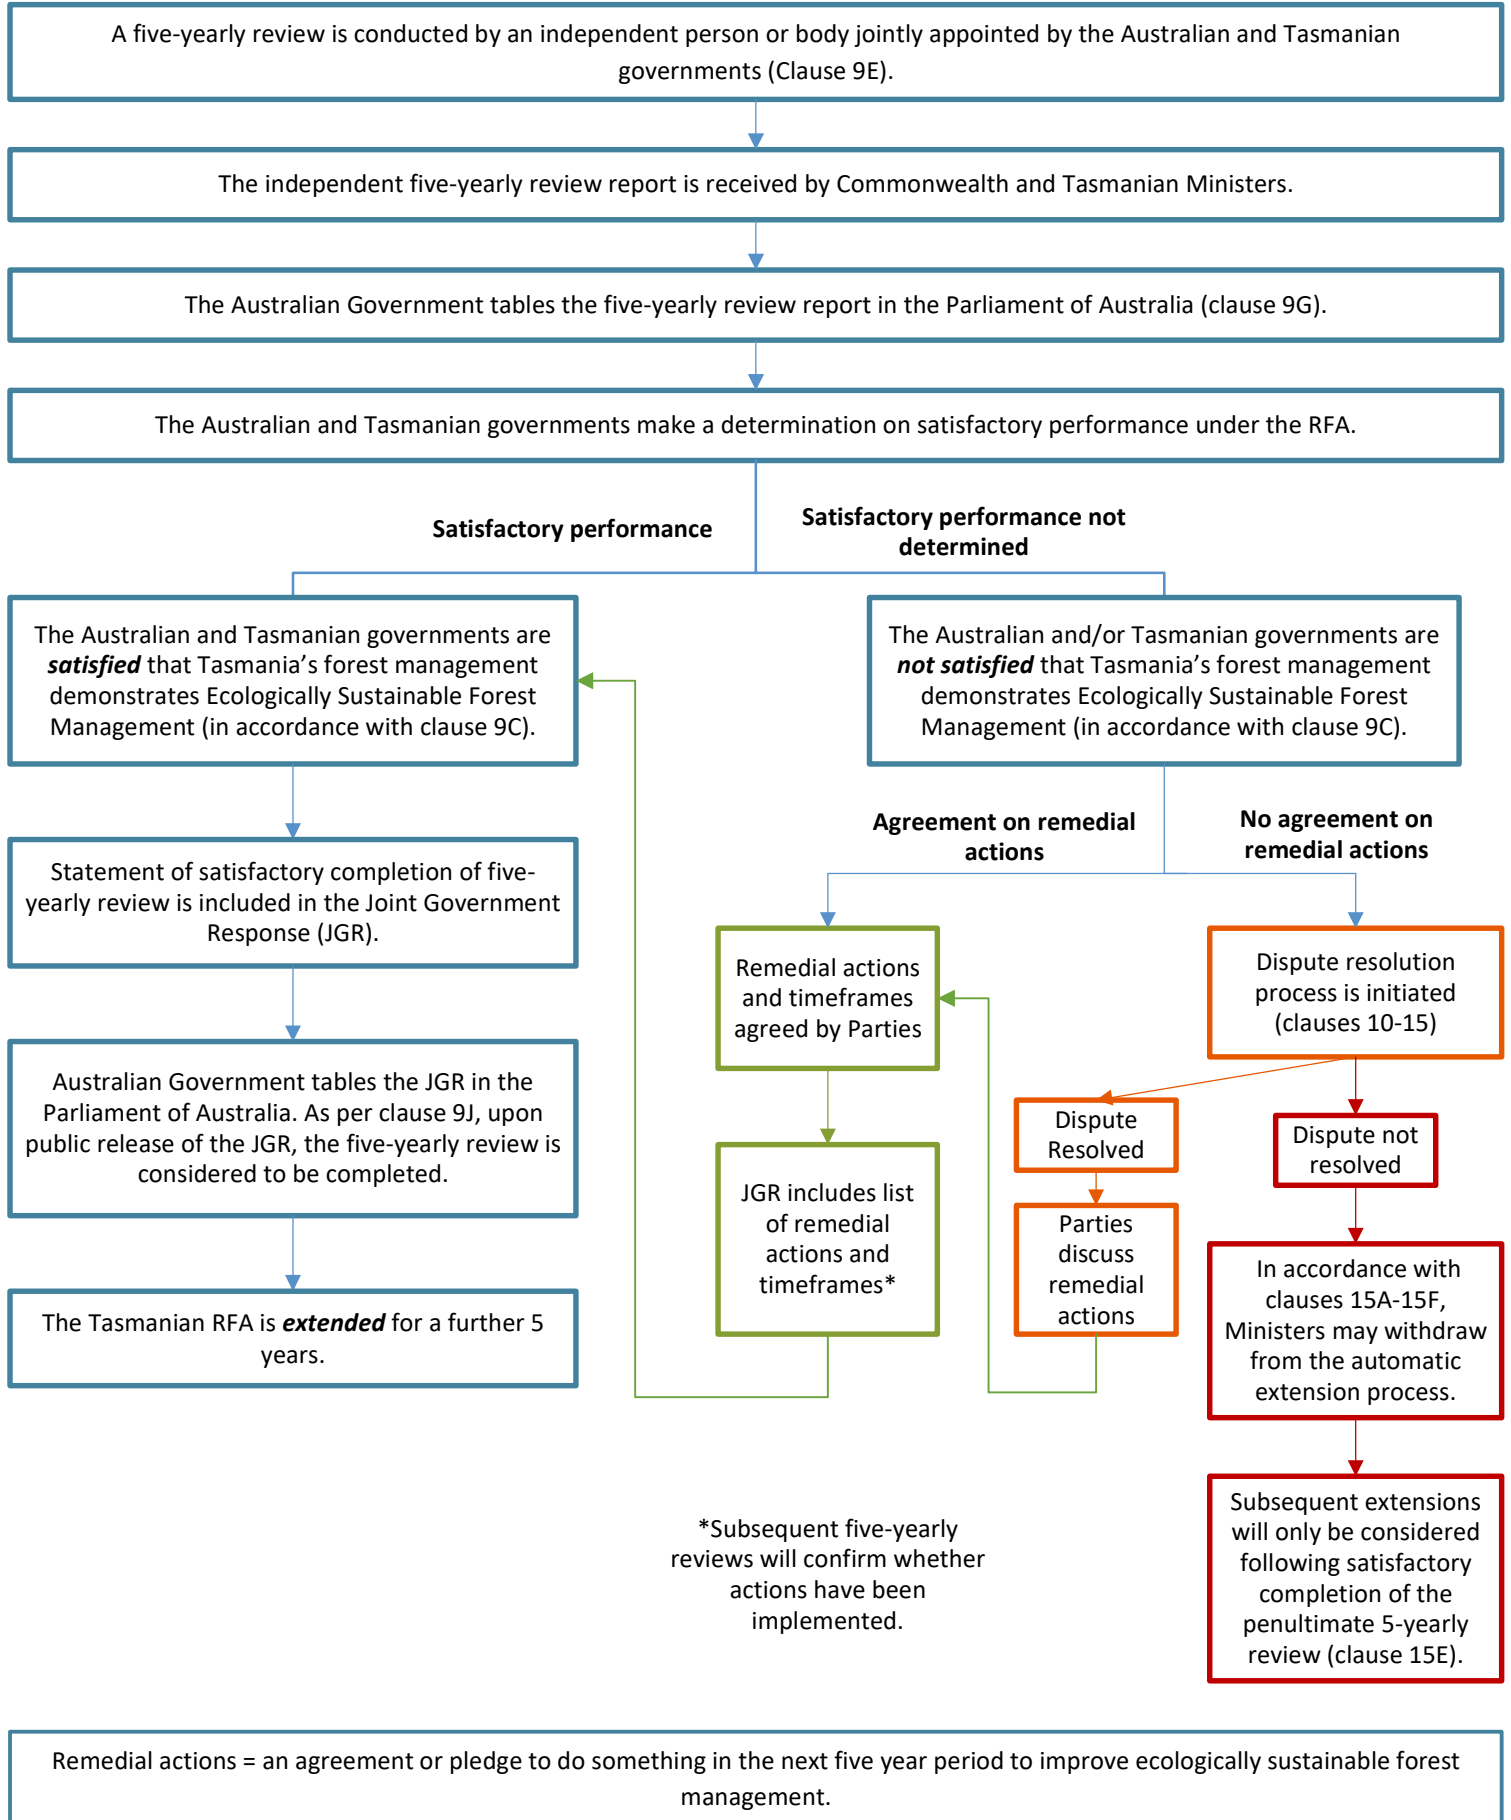 A five-yearly review is conducted by an independent person or body jointly appointed by the Australian and Tasmanian
governments (Clause 9E).
The independent five-yearly review report is received by Commonwealth and Tasmanian Ministers.
The Australian Government tables the five-yearly review report in the Parliament of Australia (clause 9G).
The Australian and Tasmanian governments make a determination on satisfactory performance under the RFA.
Satisfactory performance
Satisfactory performance not
determined
The Australian and Tasmanian governments are
satisfied that Tasmania’s forest management
demonstrates Ecologically Sustainable Forest
Management (in accordance with clause 9C).
The Australian and/or Tasmanian governments are
not satisfied that Tasmania’s forest management
demonstrates Ecologically Sustainable Forest
Management (in accordance with clause 9C).
Statement of satisfactory completion of five-
yearly review is included in the Joint Government
Response (JGR).
Australian Government tables the JGR in the
Parliament of Australia. As per clause 9J, upon
public release of the JGR, the five-yearly review is
considered to be completed.
The Tasmanian RFA is extended for a further 5
years.
Agreement on remedial
actions
No agreement on
remedial actions
Remedial actions
and timeframes
agreed by Parties
JGR includes list
of remedial
actions and
timeframes*
Dispute resolution
process is initiated
(clauses 10-15)
Dispute
Resolved
Parties
discuss
remedial
actions
Dispute not
resolved
In accordance with
clauses 15A-15F,
Ministers may withdraw
from the automatic
extension process.
Subsequent extensions
will only be considered
following satisfactory
completion of the
penultimate 5-yearly
review (clause 15E).
*Subsequent five-yearly
reviews will confirm whether
actions have been
implemented.
Remedial actions = an agreement or pledge to do something in the next five year period to improve ecologically sustainable forest
management.